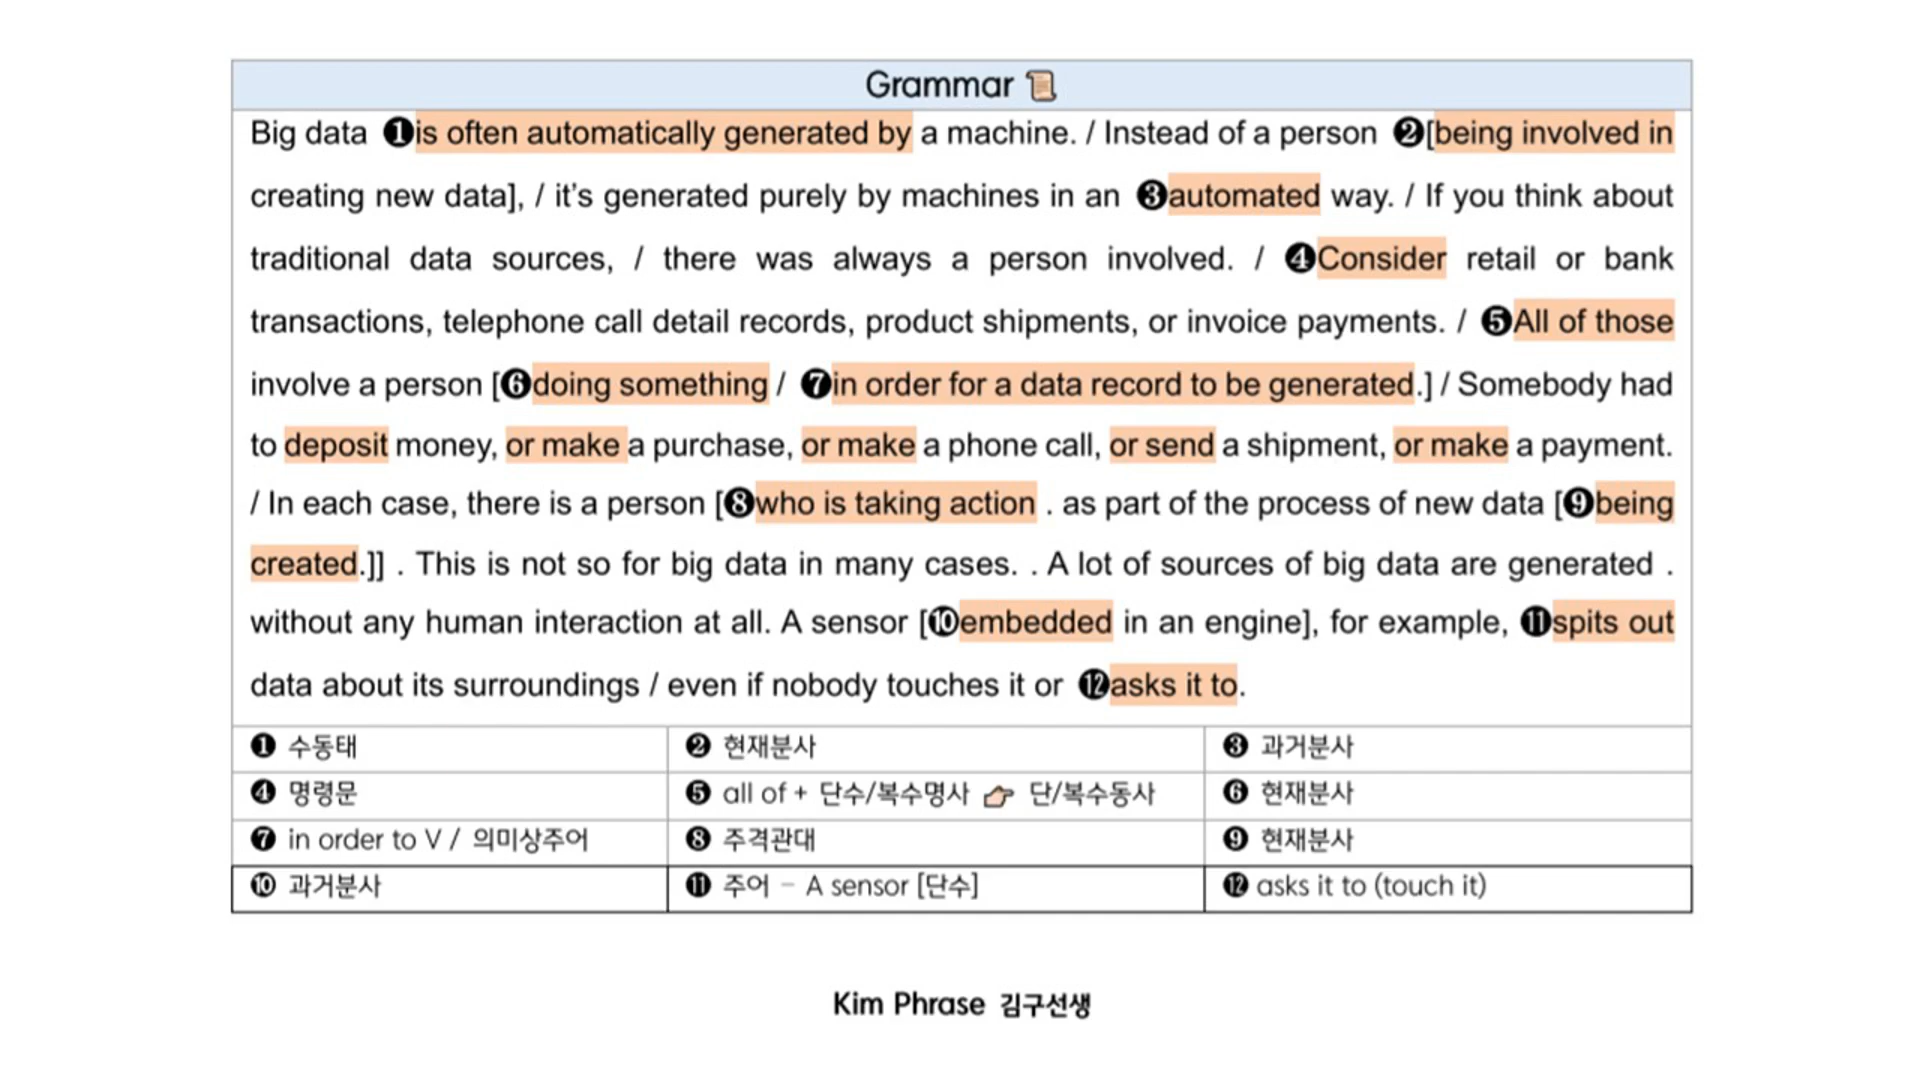 Grammar 📜
Big data ❶is often automatically generated by a machine. / Instead of a person ❷[being involved in
creating new data], / it’s generated purely by machines in an ❸automated way. / If you think about
traditional data sources, / there was always a person involved. / ❹Consider retail or bank
transactions, telephone call detail records, product shipments, or invoice payments. / ❺All of those
involve a person [❻doing something / ❼in order for a data record to be generated.] / Somebody had
to deposit money, or make a purchase, or make a phone call, or send a shipment, or make a payment.
/ In each case, there is a person [❽who is taking action . as part of the process of new data [❾being
created.]] . This is not so for big data in many cases. . A lot of sources of big data are generated .
without any human interaction at all. A sensor [❿embedded in an engine], for example, ⓫spits out
data about its surroundings / even if nobody touches it or ⓬asks it to.
❶ 수동태 ❷ 현재분사 ❸ 과거분사
❹ 명령문 ❺ all of + 단수/복수명사 👉 단/복수동사 ❻ 현재분사
❼ in order to V / 의미상주어 ❽ 주격관대 ❾ 현재분사
❿ 과거분사 ⓫ 주어 – A sensor [단수] ⓬ asks it to (touch it)
Kim Phrase 김구선생